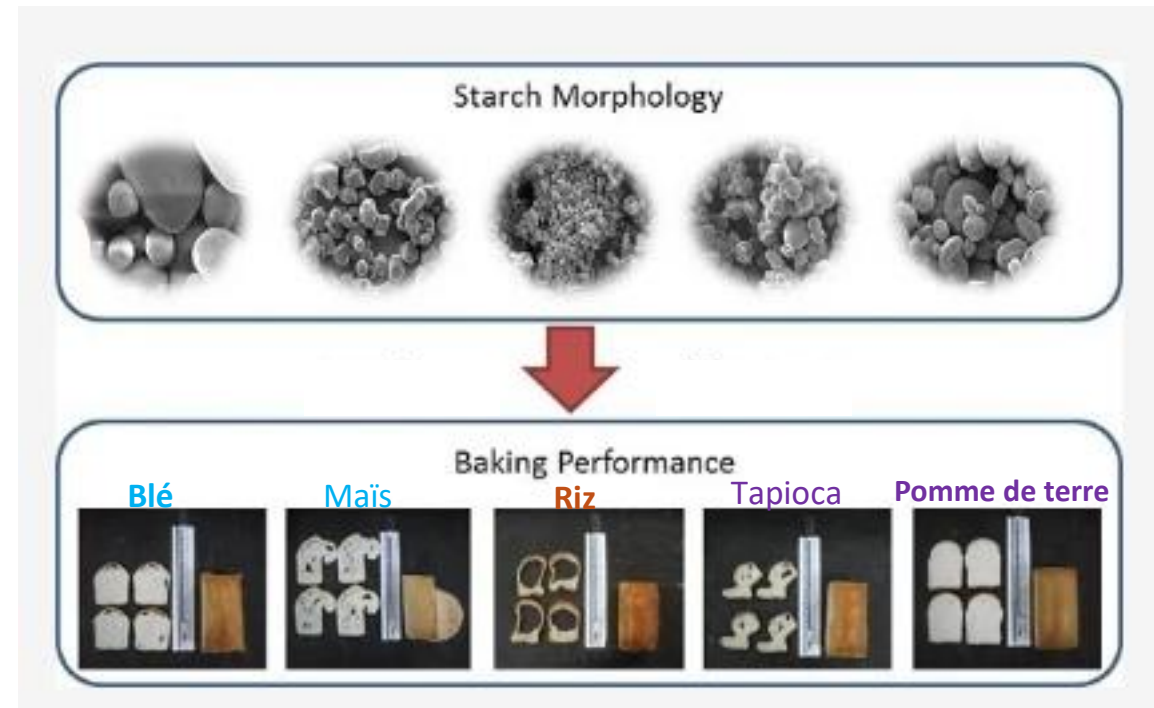 Starch Morphology
Baking Performance
Blé
Maïs
Riz
Tapioca
Pomme de terre